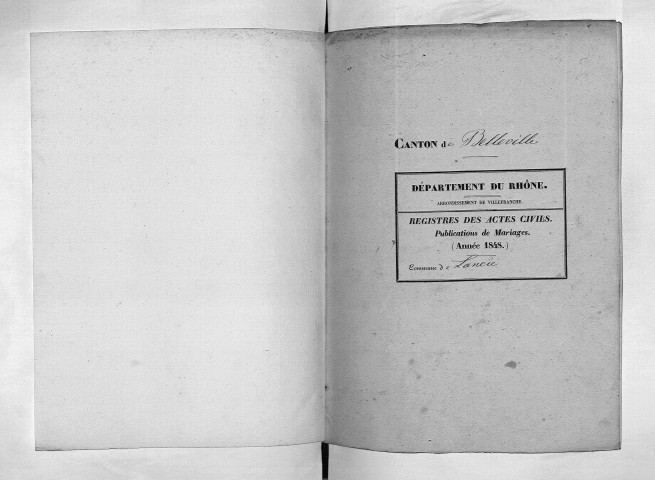 CANTON de Belleville
DÉPARTEMENT DU RHÔNE.
ARRONDISSEMENT DE VILLEFRANCHE.
REGISTRES DES ACTES CIVILS.
Publications de Mariages.
(Année 1848.)
Commune de Lancié